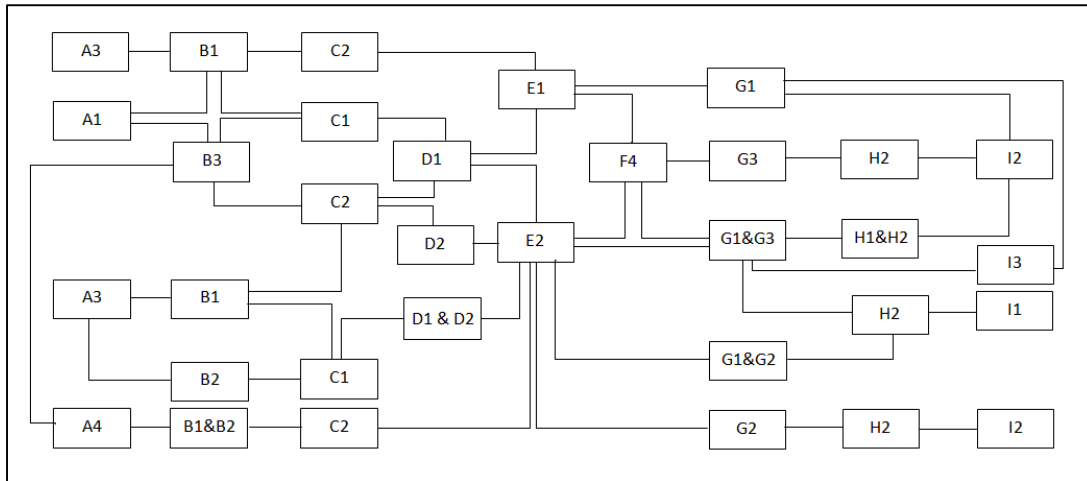 A3
B1
C2
E1
G1
A1
C1
B3
D1
F4
G3
H2
I2
C2
D2
E2
G1&G3
H1&H2
I3
A3
B1
D1 & D2
H2
I1
B2
C1
G1&G2
A4
B1&B2
C2
G2
H2
I2